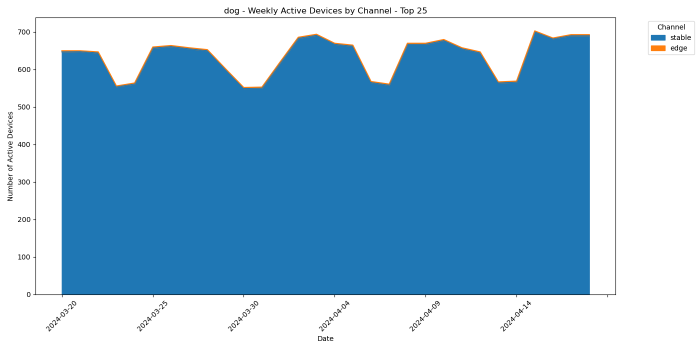 dog - Weekly Active Devices by Channel - Top 25
Channel
stable
edge
Number of Active Devices
700
600
500
400
300
200
100
0
2024-03-20
2024-03-25
2024-03-30
2024-04-04
2024-04-09
2024-04-14
Date